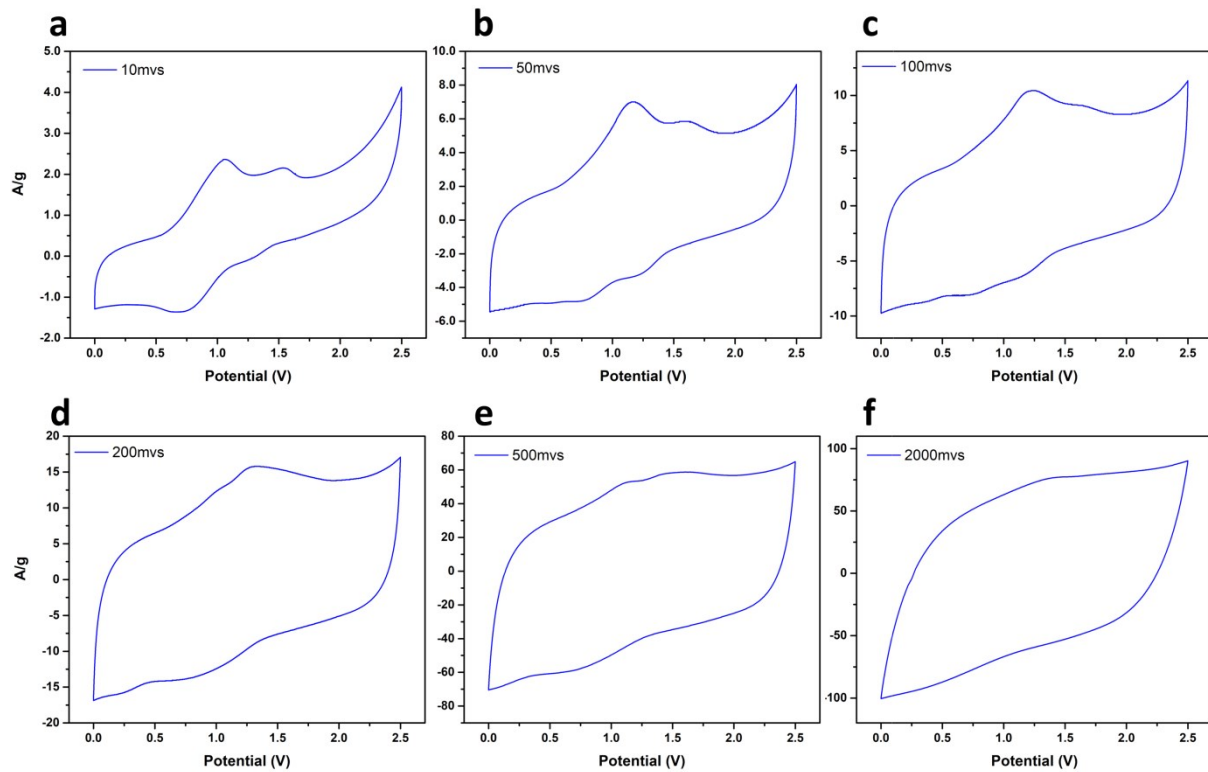 a
5.0
4.0
3.0
2.0
1.0
0.0
-1.0
-2.0
A/g
10mvs
0.0 0.5 1.0 1.5 2.0 2.5
Potential (V)
b
10.0
8.0
6.0
4.0
2.0
0.0
-2.0
-4.0
-6.0
50mvs
0.0 0.5 1.0 1.5 2.0 2.5
Potential (V)
c
10
5
0
-5
-10
100mvs
0.0 0.5 1.0 1.5 2.0 2.5
Potential (V)
d
20
15
10
5
0
-5
-10
-15
-20
A/g
200mvs
0.0 0.5 1.0 1.5 2.0 2.5
Potential (V)
e
80
60
40
20
0
-20
-40
-60
-80
500mvs
0.0 0.5 1.0 1.5 2.0 2.5
Potential (V)
f
100
50
0
-50
-100
2000mvs
0.0 0.5 1.0 1.5 2.0 2.5
Potential (V)